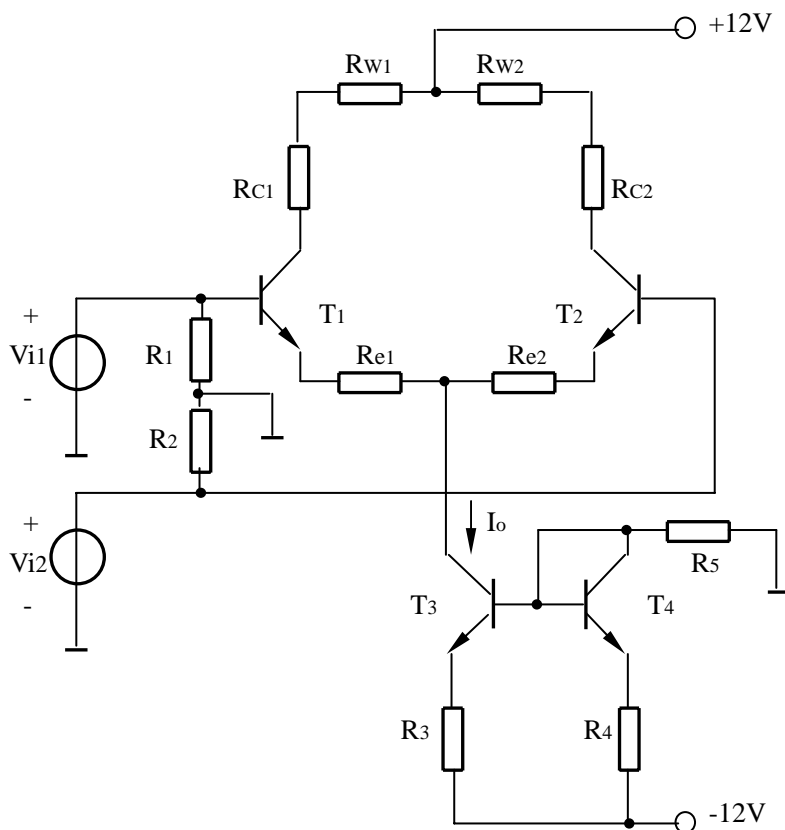 +12V
RW1
RW2
RC1
RC2
T1
T2
+
Vi1
-
R1
Re1
Re2
R2
+
Vi2
-
Io
R5
T3
T4
R3
R4
-12V